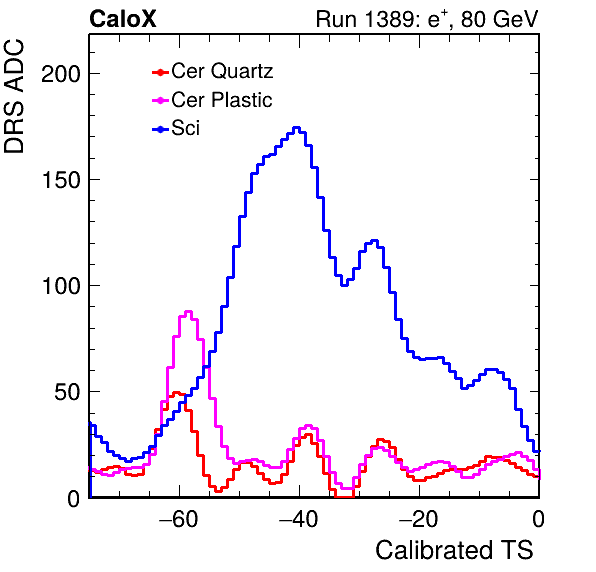 CaloX Run 1389: e⁺, 80 GeV
DRS ADC
Cer Quartz
Cer Plastic
Sci
200
150
100
50
0
−60 −40 −20 0
Calibrated TS